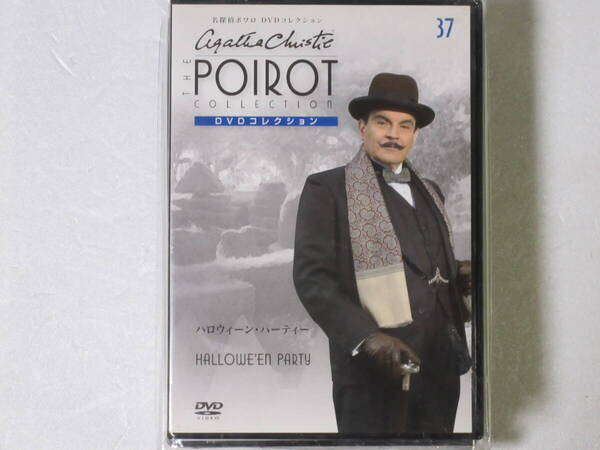 名探偵ポワロ DVDコレクション
37
Agatha Christie
THE
POIROT
COLLECTION
DVDコレクション
ハロウィーン・パーティー
HALLOWE'EN PARTY
DVD
VIDEO